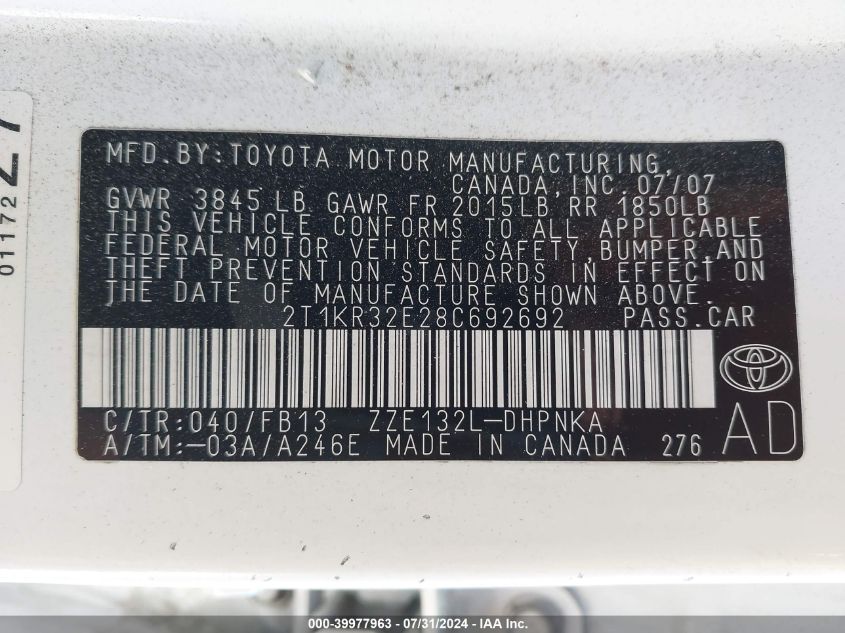 MFD.BY:TOYOTA MOTOR MANUFACTURING,
CANADA,INC. 07/07
GVWR 3845 LB GAWR FR 2015LB RR 1850LB
THIS VEHICLE CONFORMS TO ALL APPLICABLE
FEDERAL MOTOR VEHICLE SAFETY,BUMPER,AND
THEFT PREVENTION STANDARDS IN EFFECT ON
THE DATE OF MANUFACTURE SHOWN ABOVE.
2T1KR32E28C692692 PASS.CAR
C/TR:040/FB13 ZZE132L-DHPNKA
A/TM:-03A/A246E MADE IN CANADA 276
AD
011172
000-39977963 / 07/31/2024 - IAA Inc.